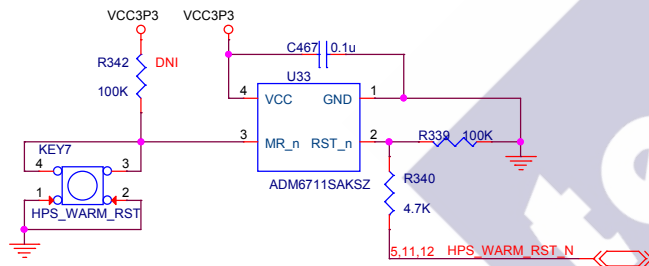 VCC3P3 VCC3P3
C467 0.1u
R342 DNI
100K
U33
4 VCC GND 1
3 MR_n RST_n 2
R339 100K
ADM6711SAKSZ
KEY7
4 3
1 2
HPS_WARM_RST
R340
4.7K
5,11,12 HPS_WARM_RST_N
te